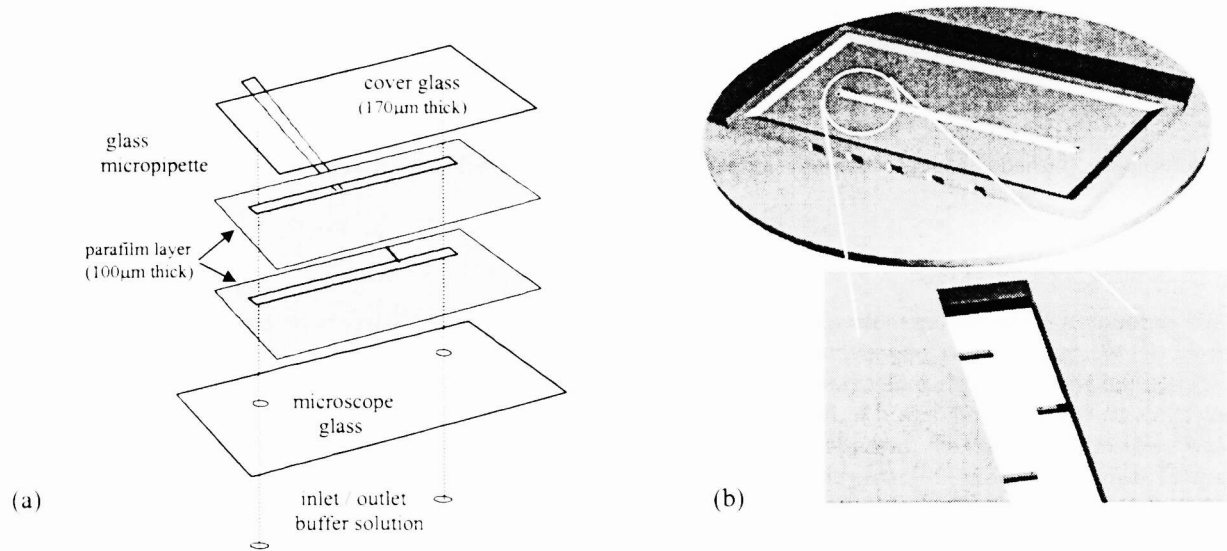 cover glass
(170µm thick)
glass
micropipette
parafilm layer
(100µm thick)
microscope
glass
inlet / outlet
buffer solution
(a)
(b)